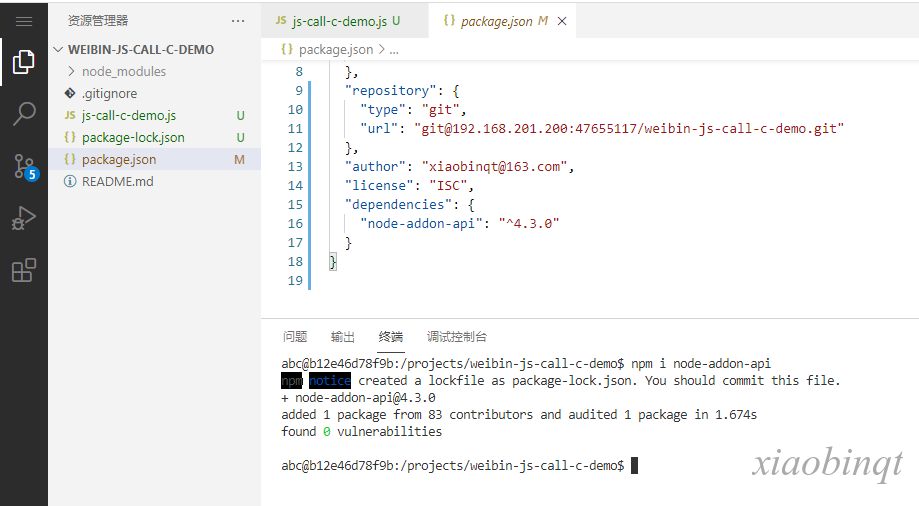 资源管理器 ···
WEIBIN-JS-CALL-C-DEMO
node_modules
.gitignore
JS js-call-c-demo.js U
{} package-lock.json U
{} package.json M
README.md
5
JS js-call-c-demo.js U
{} package.json M ×
{} package.json > ...
8 },
9 "repository": {
10 "type": "git",
11 "url": "git@192.168.201.200:47655117/weibin-js-call-c-demo.git"
12 },
13 "author": "xiaobinqt@163.com",
14 "license": "ISC",
15 "dependencies": {
16 "node-addon-api": "^4.3.0"
17 }
18 }
19
问题 输出 终端 调试控制台
abc@b12e46d78f9b:/projects/weibin-js-call-c-demo$ npm i node-addon-api
npm notice created a lockfile as package-lock.json. You should commit this file.
+ node-addon-api@4.3.0
added 1 package from 83 contributors and audited 1 package in 1.674s
found 0 vulnerabilities
abc@b12e46d78f9b:/projects/weibin-js-call-c-demo$
xiaobinqt